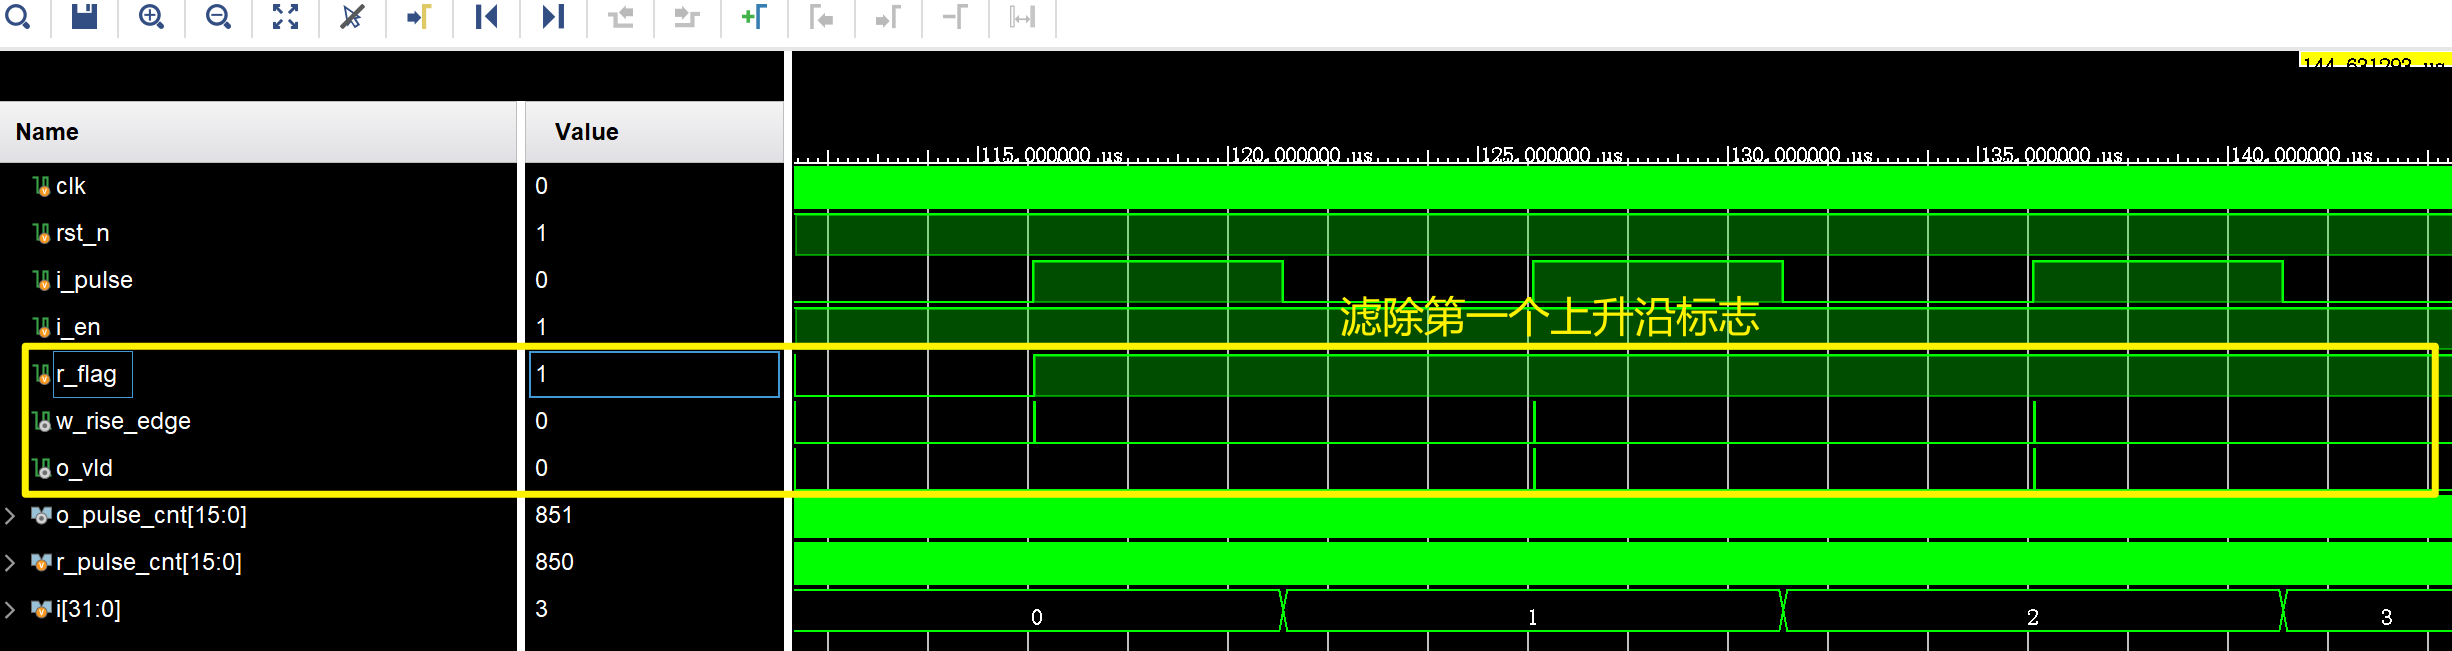 144.631293 us
Name Value
115.000000 us 120.000000 us 125.000000 us 130.000000 us 135.000000 us 140.000000 us
clk 0
rst_n 1
i_pulse 0
滤除第一个上升沿标志
i_en 1
r_flag 1
w_rise_edge 0
o_vld 0
o_pulse_cnt[15:0] 851
r_pulse_cnt[15:0] 850
i[31:0] 3 0 1 2 3